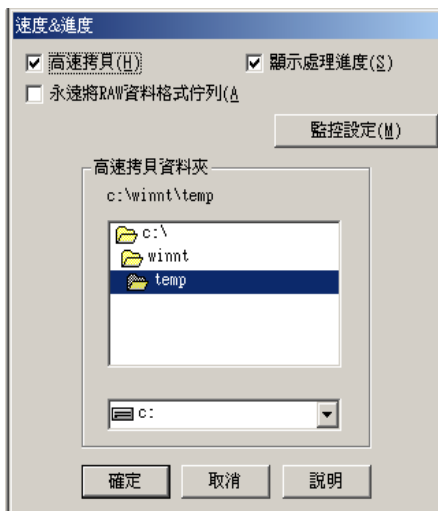 速度&進度
高速拷貝(H) 顯示處理進度(S)
永遠將RAW資料格式佇列(A
監控設定(M)
高速拷貝資料夾
c:\winnt\temp
c:\
winnt
temp
c:
確定 取消 說明